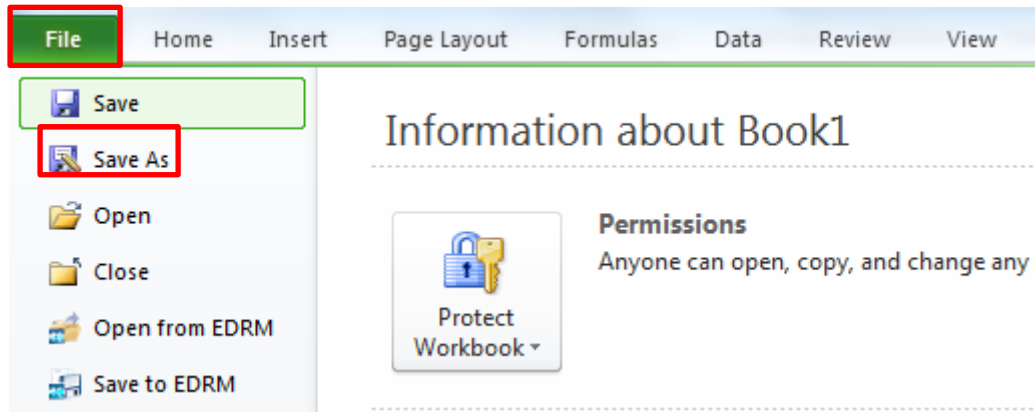 File Home Insert Page Layout Formulas Data Review View
Save
Save As
Open
Close
Open from EDRM
Save to EDRM
Information about Book1
Protect
Workbook
Permissions
Anyone can open, copy, and change any